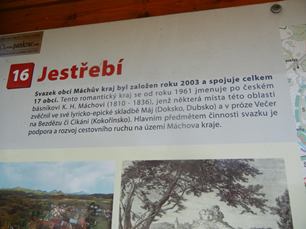 www.pankow.cz
16 Jestřebí
Svazek obcí Máchův kraj byl založen roku 2003 a spojuje celkem
17 obcí. Tento romantický kraj se od roku 1961 jmenuje po českém
básníkovi K. H. Máchovi (1810 - 1836), jenž některá místa této oblasti
zvěčnil ve své lyricko-epické skladbě Máj (Doksko, Dubsko) a v próze Večer
na Bezdězu či Cikáni (Kokořínsko). Hlavním předmětem činnosti svazku je
podpora a rozvoj cestovního ruchu na území Máchova kraje.